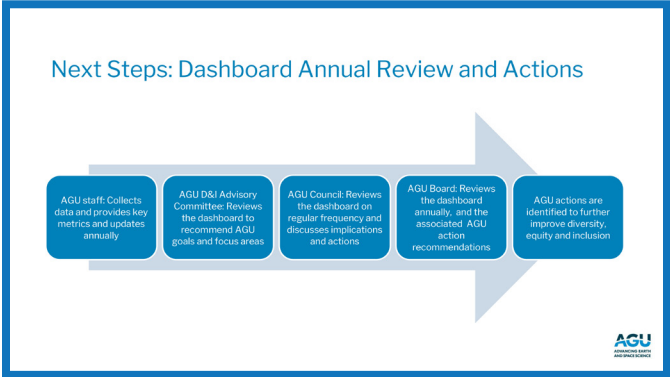 Next Steps: Dashboard Annual Review and Actions
AGU staff: Collects
data and provides key
metrics and updates
annually
AGU D&I Advisory
Committee: Reviews
the dashboard to
recommend AGU
goals and focus areas
AGU Council: Reviews
the dashboard on
regular frequency and
discusses implications
and actions
AGU Board: Reviews
the dashboard
annually, and the
associated AGU
action
recommendations
AGU actions are
identified to further
improve diversity,
equity and inclusion
AGU
ADVANCING EARTH
AND SPACE SCIENCE